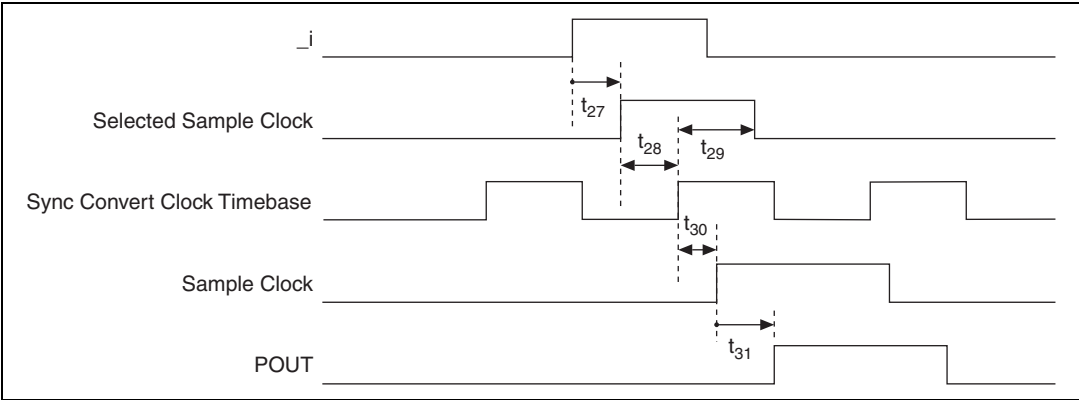 _i
t27
Selected Sample Clock
t28
t29
Sync Convert Clock Timebase
t30
Sample Clock
t31
POUT